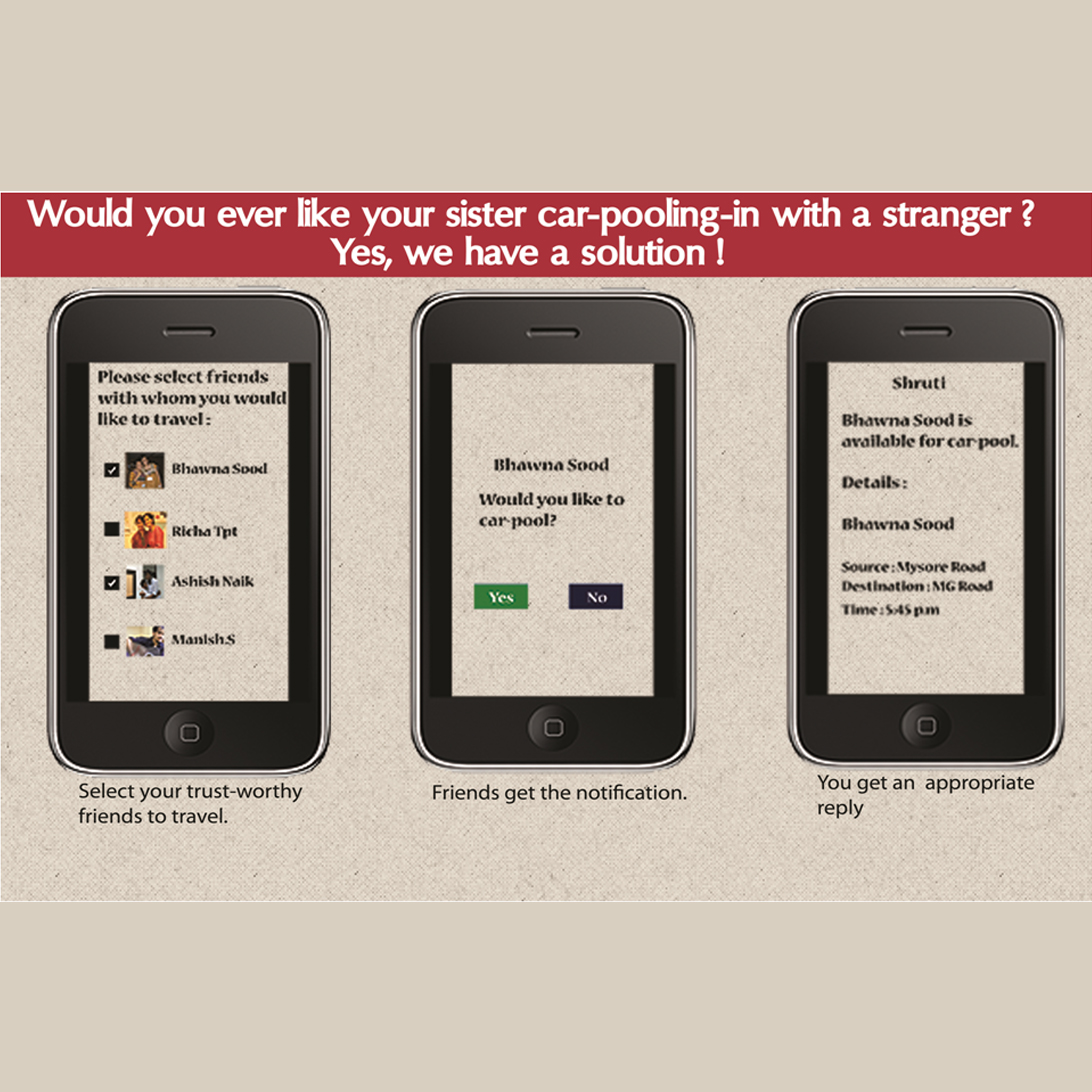 Would you ever like your sister car-pooling-in with a stranger ?
Yes, we have a solution !
Please select friends
with whom you would
like to travel :
Bhawna Sood
Richa Tpt
Ashish Naik
Manish.S
Select your trust-worthy
friends to travel.
Bhawna Sood
Would you like to
car-pool?
Yes No
Friends get the notification.
Shruti
Bhawna Sood is
available for car-pool.
Details :
Bhawna Sood
Source : Mysore Road
Destination : MG Road
Time : 5:45 p.m
You get an appropriate
reply